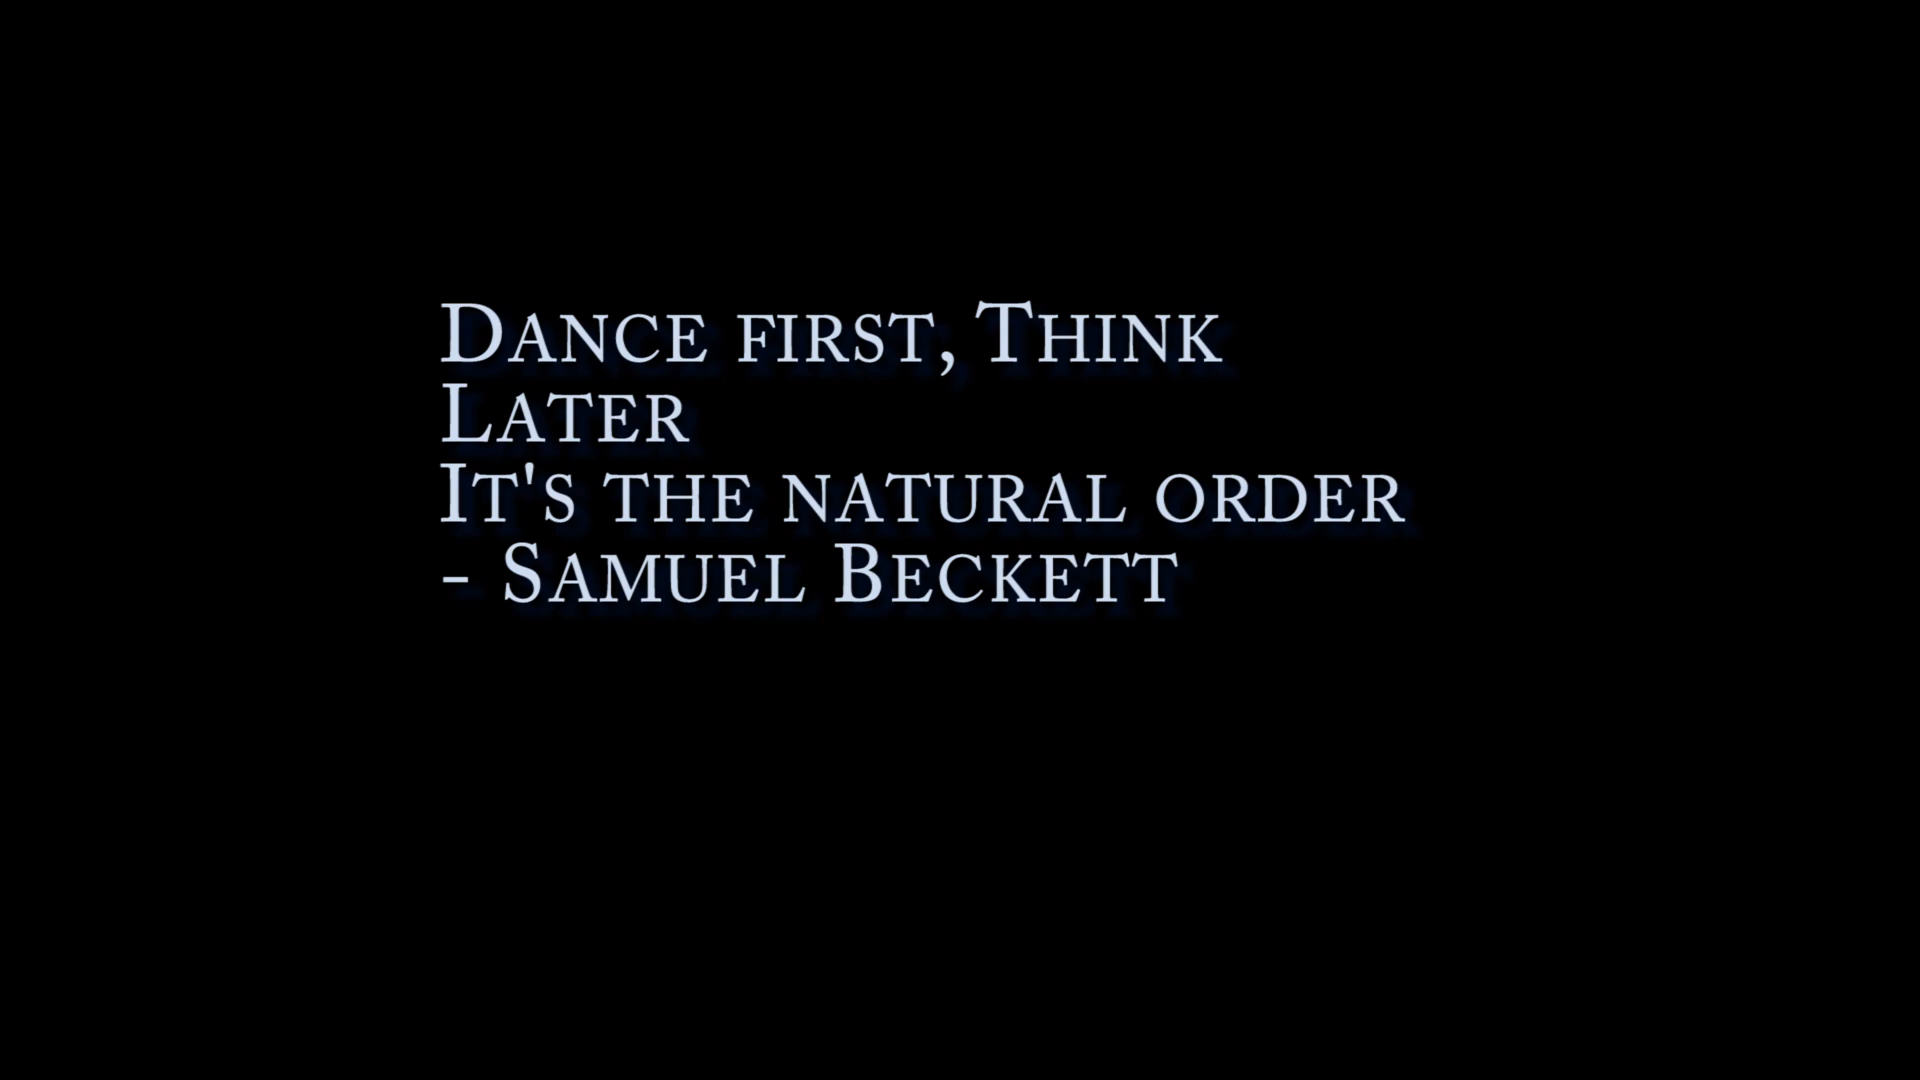 Dance first, Think
Later
It's the natural order
- Samuel Beckett